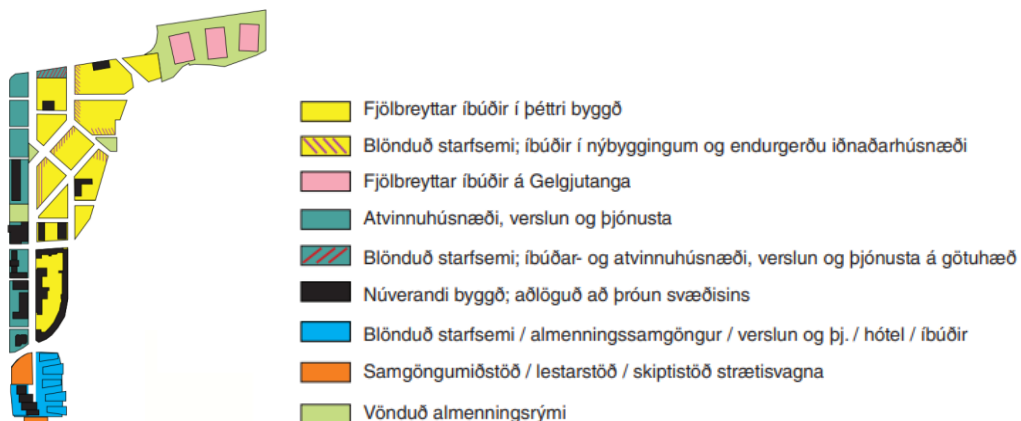 Fjölbreyttar íbúðir í þéttri byggð
Blönduð starfsemi; íbúðir í nýbyggingum og endurgerðu iðnaðarhúsnæði
Fjölbreyttar íbúðir á Gelgjutanga
Atvinnuhúsnæði, verslun og þjónusta
Blönduð starfsemi; íbúðar- og atvinnuhúsnæði, verslun og þjónusta á götuhæð
Núverandi byggð; aðlöguð að þróun svæðisins
Blönduð starfsemi / almenningssamgöngur / verslun og þj. / hótel / íbúðir
Samgöngumiðstöð / lestarstöð / skiptistöð strætisvagna
Vönduð almenningsrými